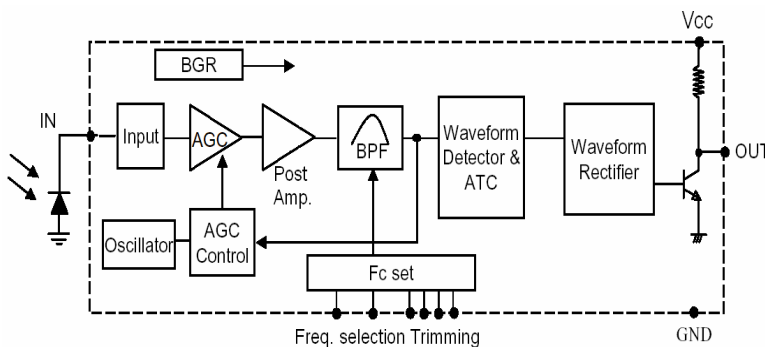 Vcc
BGR
IN
Input
AGC
Post
Amp.
BPF
Waveform
Detector &
ATC
Waveform
Rectifier
OUT
Oscillator
AGC
Control
Fc set
Freq. selection Trimming
GND